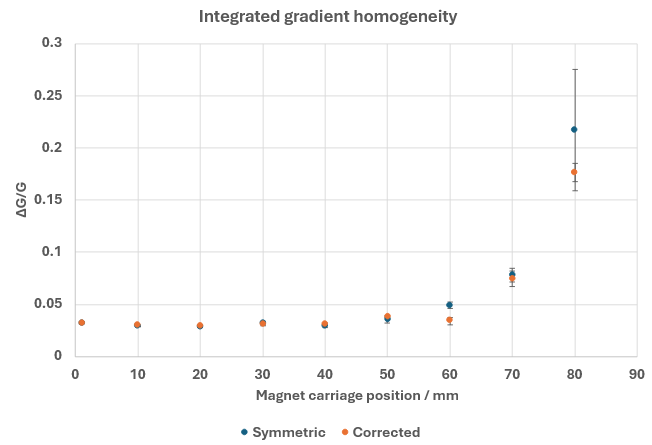 Integrated gradient homogeneity
0.3
0.25
0.2
0.15
0.1
0.05
0
ΔG/G
0 10 20 30 40 50 60 70 80 90
Magnet carriage position / mm
Symmetric Corrected